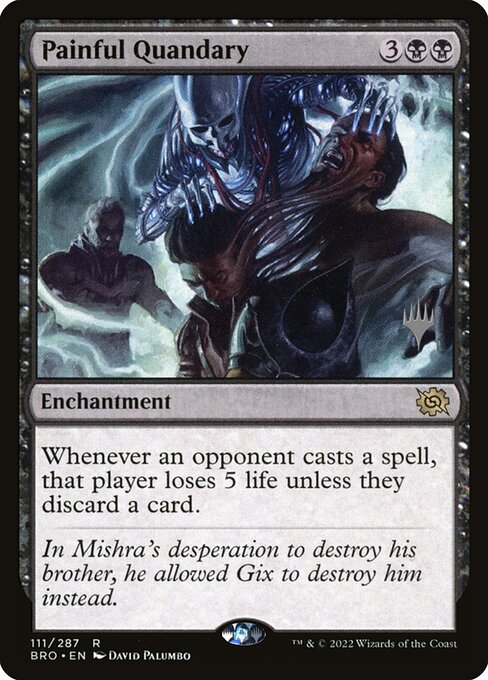 Painful Quandary 3
Enchantment
Whenever an opponent casts a spell,
that player loses 5 life unless they
discard a card.
In Mishra's desperation to destroy his
brother, he allowed Gix to destroy him
instead.
111/287 R
BRO • EN David Palumbo
™ & © 2022 Wizards of the Coast